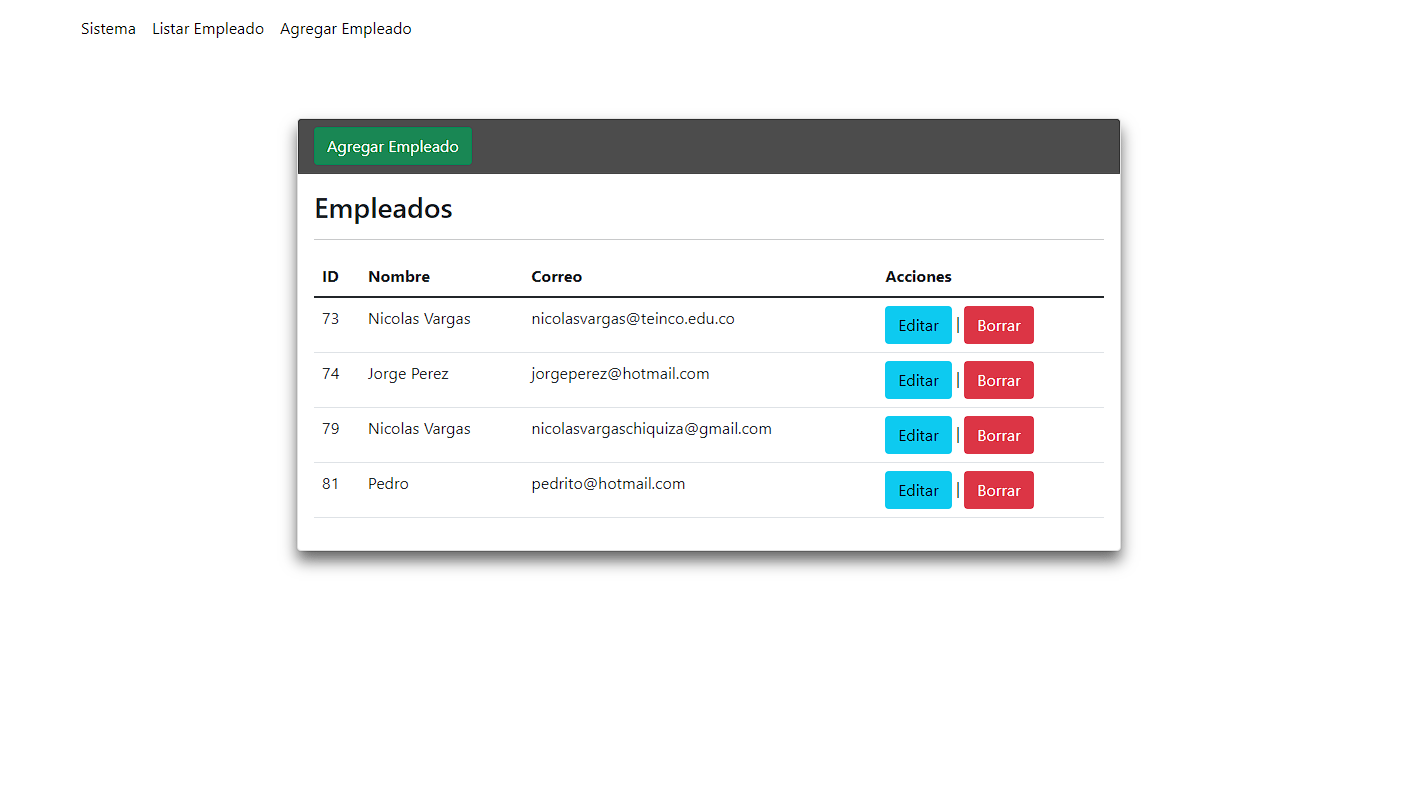 Sistema Listar Empleado Agregar Empleado
Agregar Empleado
Empleados
ID Nombre Correo Acciones
73 Nicolas Vargas nicolasvargas@teinco.edu.co Editar | Borrar
74 Jorge Perez jorgeperez@hotmail.com Editar | Borrar
79 Nicolas Vargas nicolasvargaschiquiza@gmail.com Editar | Borrar
81 Pedro pedrito@hotmail.com Editar | Borrar